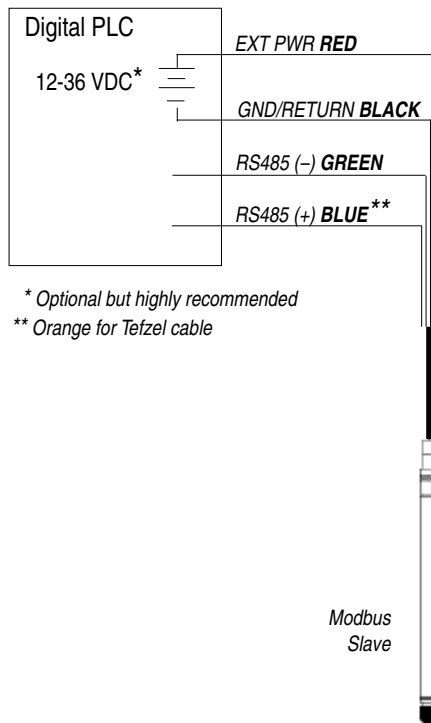 Digital PLC
12-36 VDC*
EXT PWR RED
GND/RETURN BLACK
RS485 (–) GREEN
RS485 (+) BLUE**
* Optional but highly recommended
** Orange for Tefzel cable
Modbus
Slave